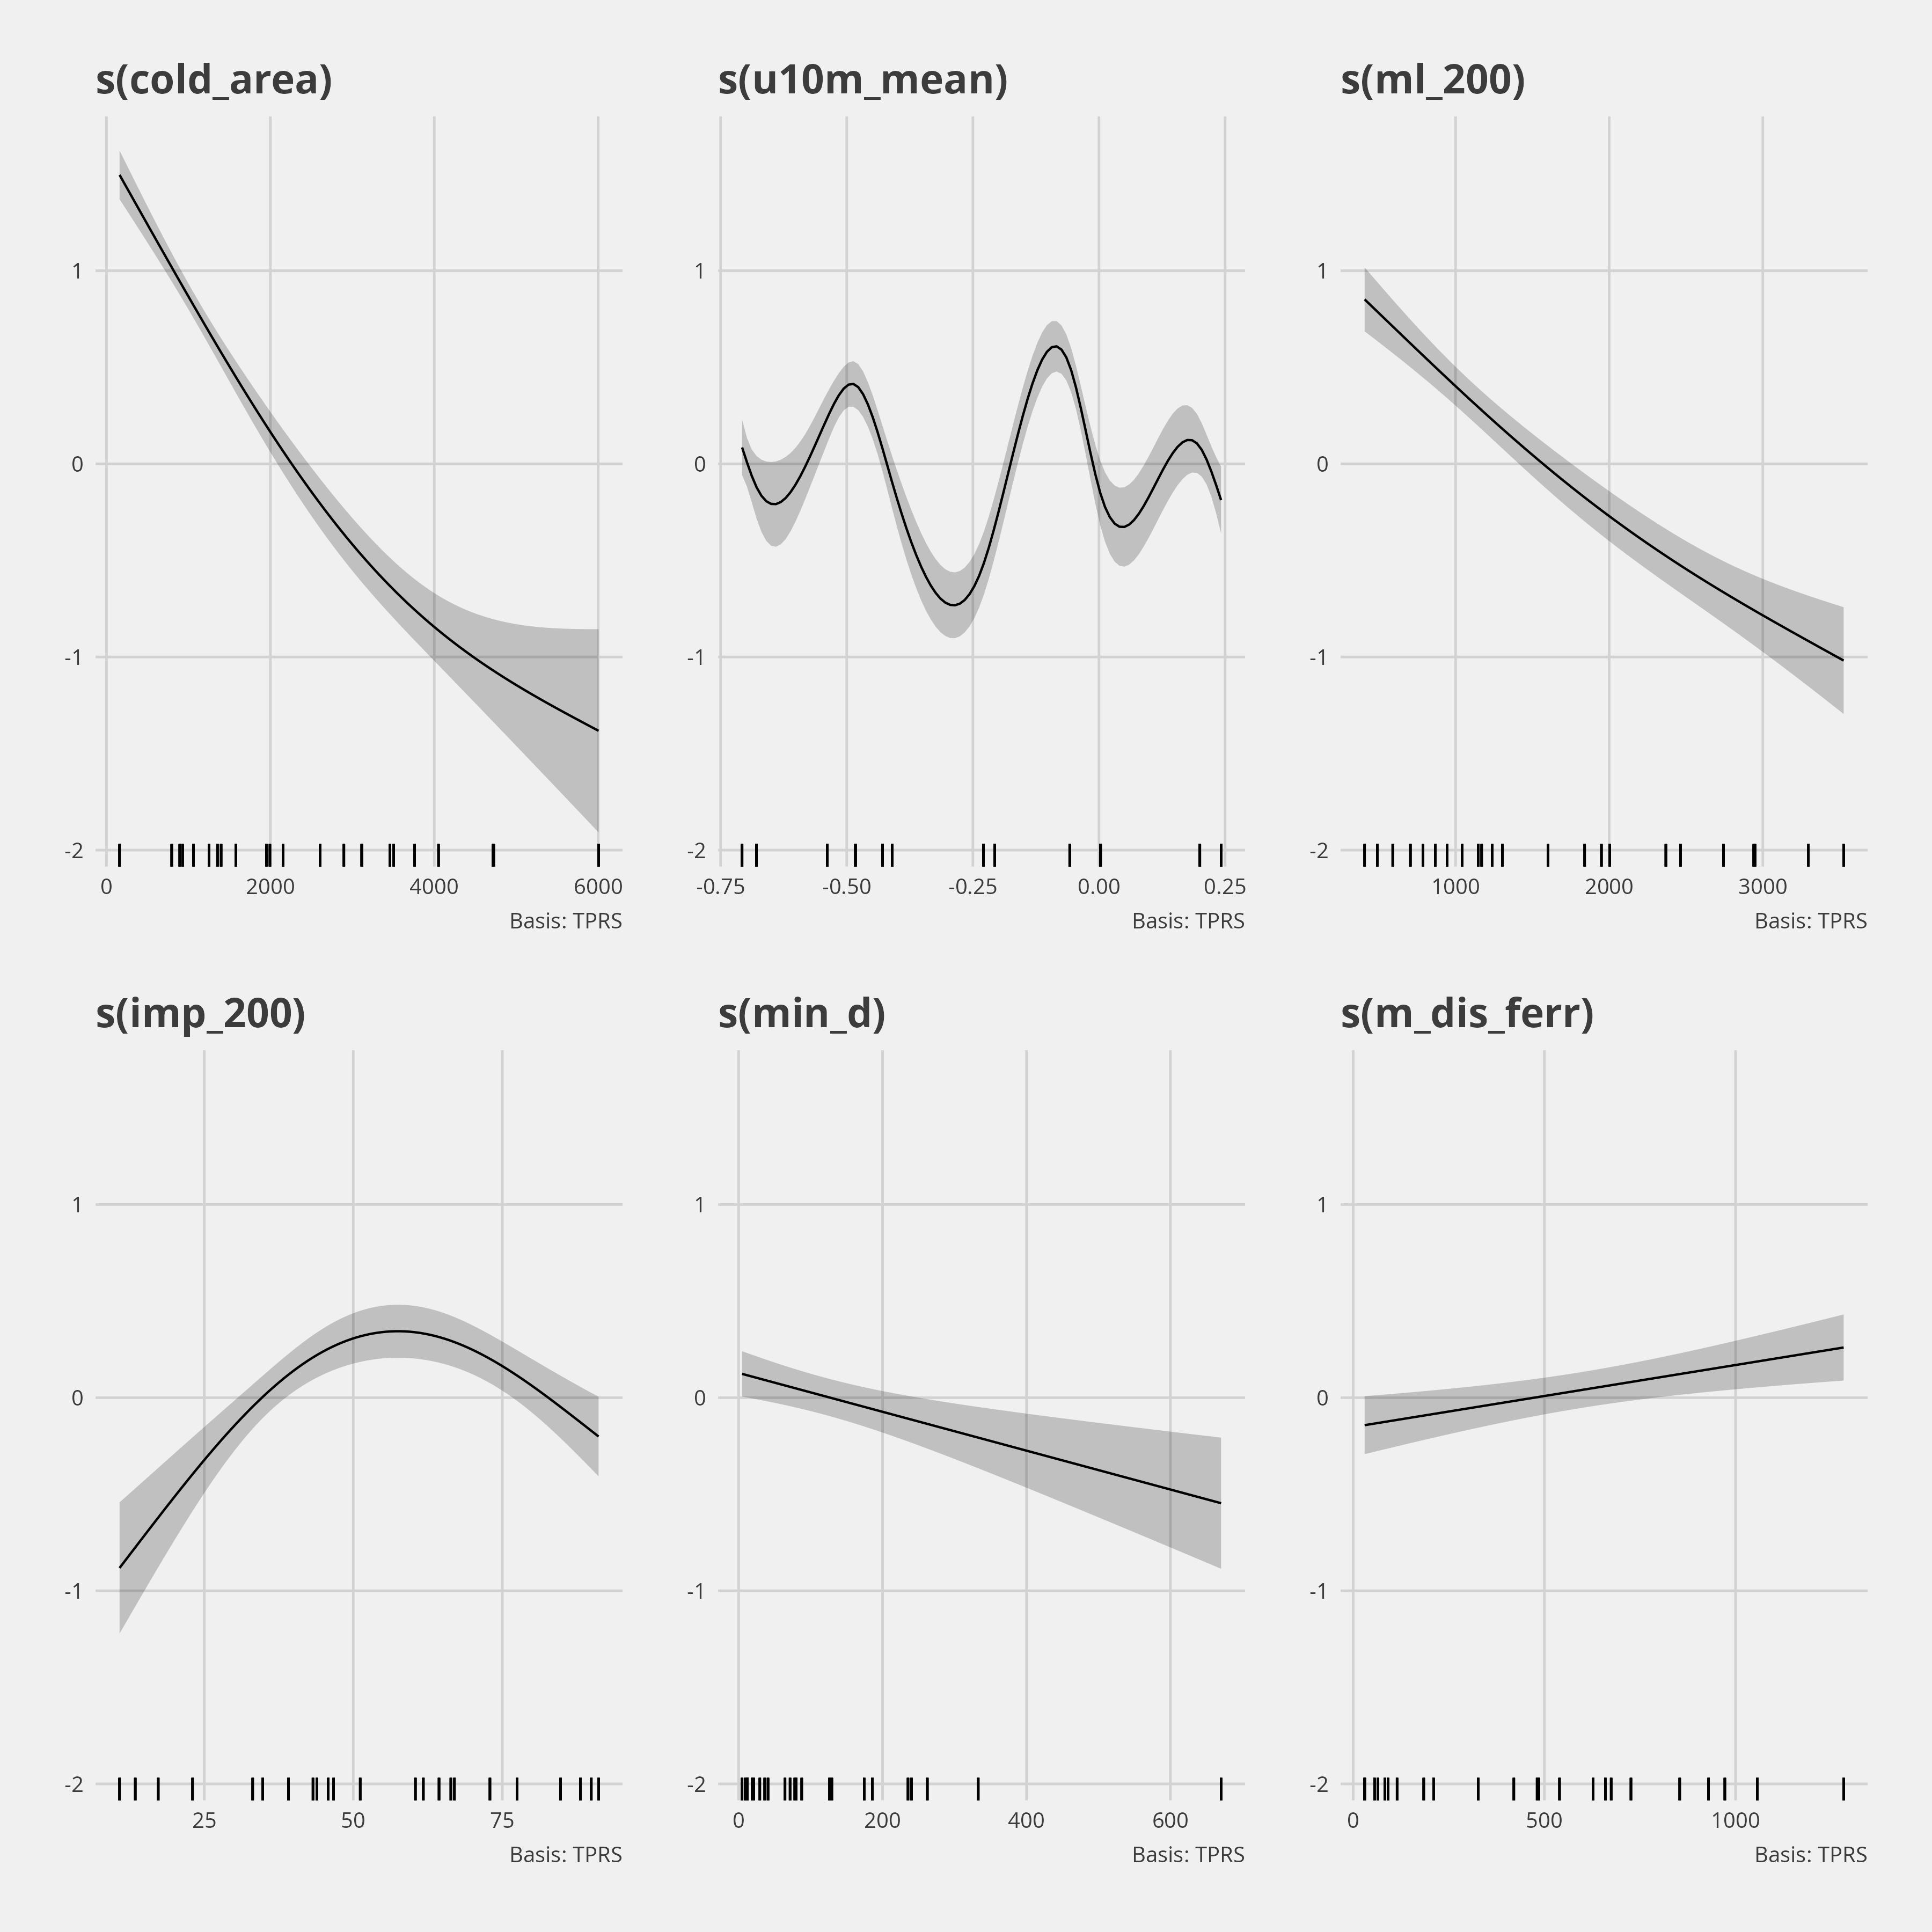 s(cold_area)
s(u10m_mean)
s(ml_200)
1
0
-1
-2
0 2000 4000 6000
Basis: TPRS
1
0
-1
-2
-0.75 -0.50 -0.25 0.00 0.25
Basis: TPRS
1
0
-1
-2
1000 2000 3000
Basis: TPRS
s(imp_200)
s(min_d)
s(m_dis_ferr)
1
0
-1
-2
25 50 75
Basis: TPRS
1
0
-1
-2
0 200 400 600
Basis: TPRS
1
0
-1
-2
0 500 1000
Basis: TPRS